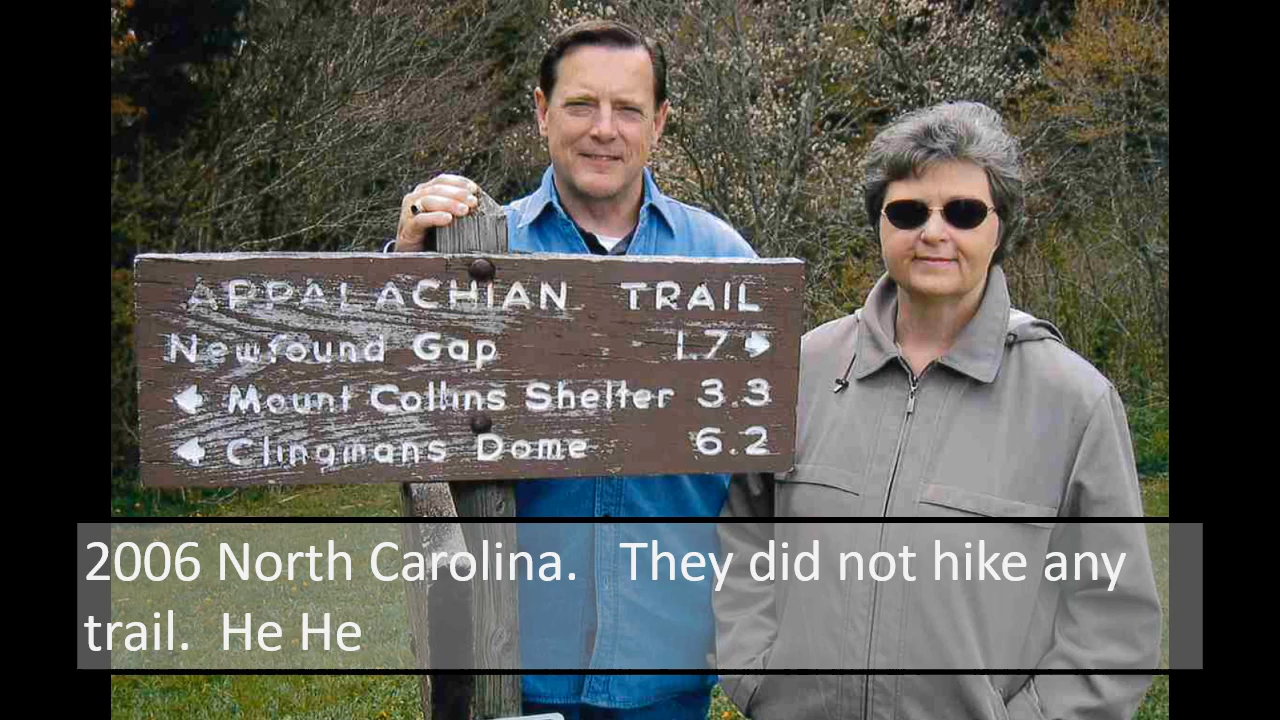 APPALACHIAN TRAIL
Newfound Gap 1.7 →
← Mount Collins Shelter 3.3
← Clingmans Dome 6.2
2006 North Carolina. They did not hike any
trail. He He